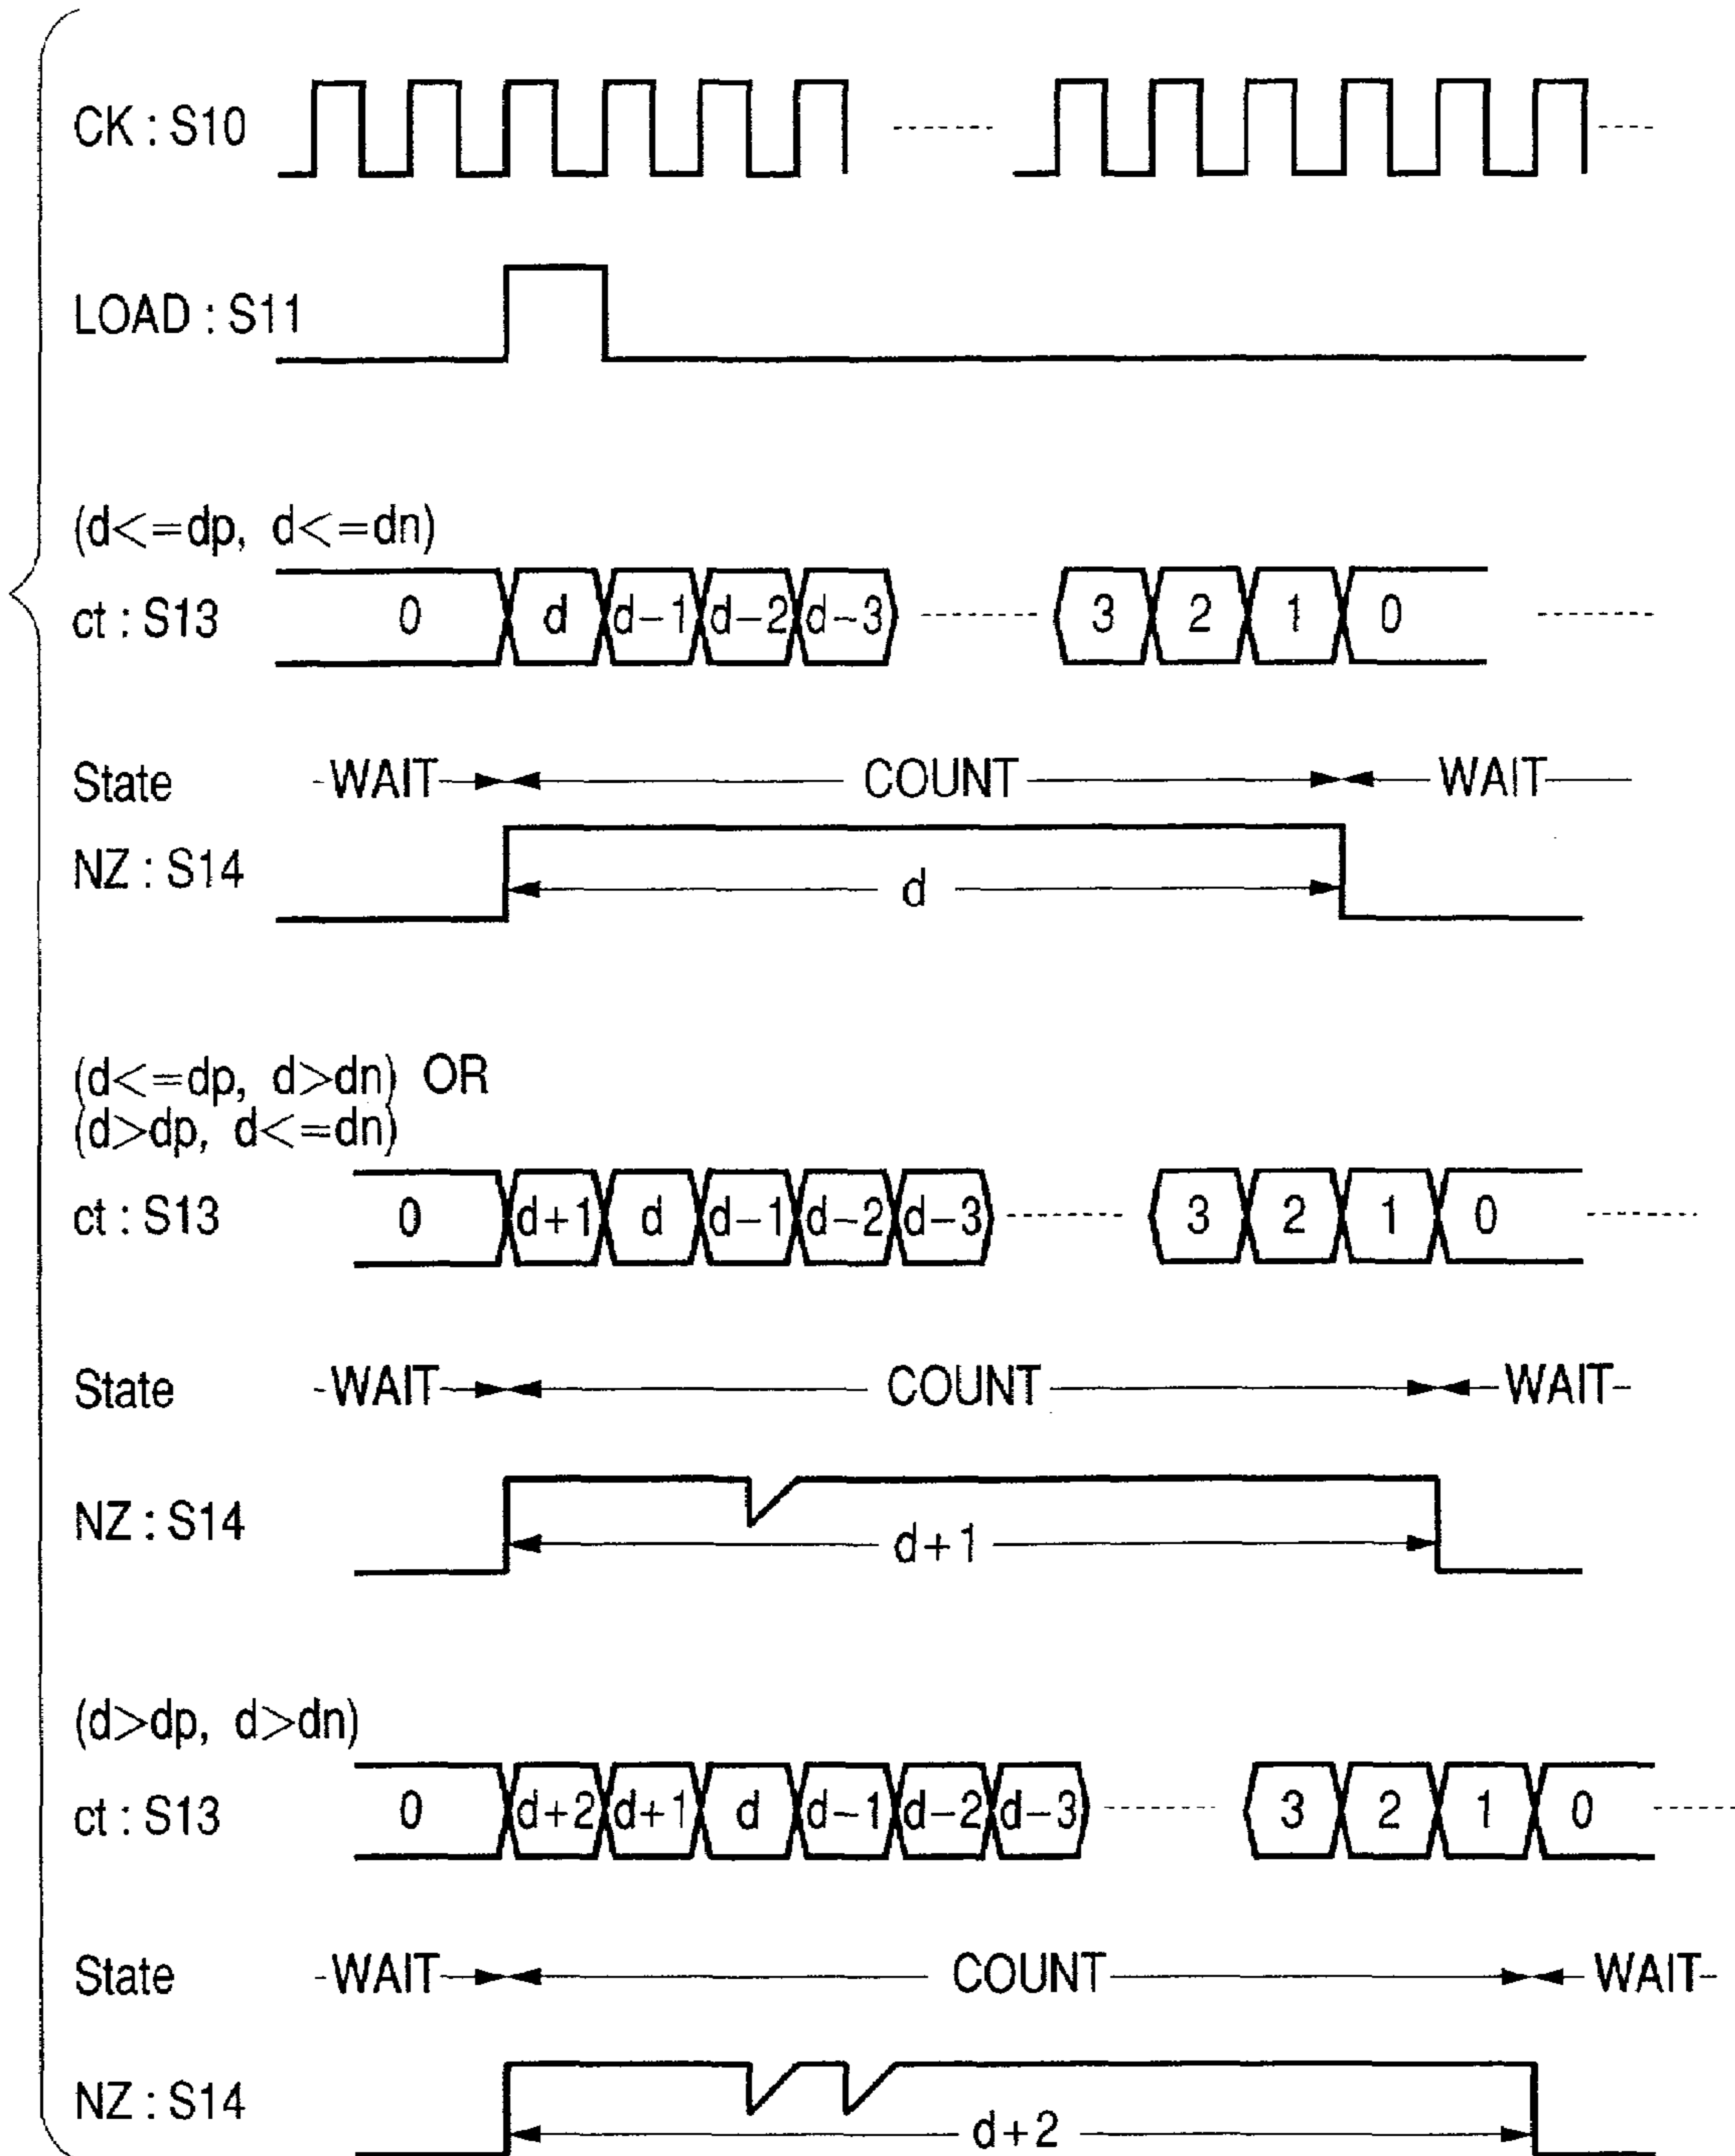 CK : S10
LOAD : S11
(d<=dp, d<=dn)
ct : S13 0 d d-1 d-2 d-3 3 2 1 0
State WAIT COUNT WAIT
NZ : S14 d
(d<=dp, d>dn) OR
(d>dp, d<=dn)
ct : S13 0 d+1 d d-1 d-2 d-3 3 2 1 0
State WAIT COUNT WAIT
NZ : S14 d+1
(d>dp, d>dn)
ct : S13 0 d+2 d+1 d d-1 d-2 d-3 3 2 1 0
State WAIT COUNT WAIT
NZ : S14 d+2